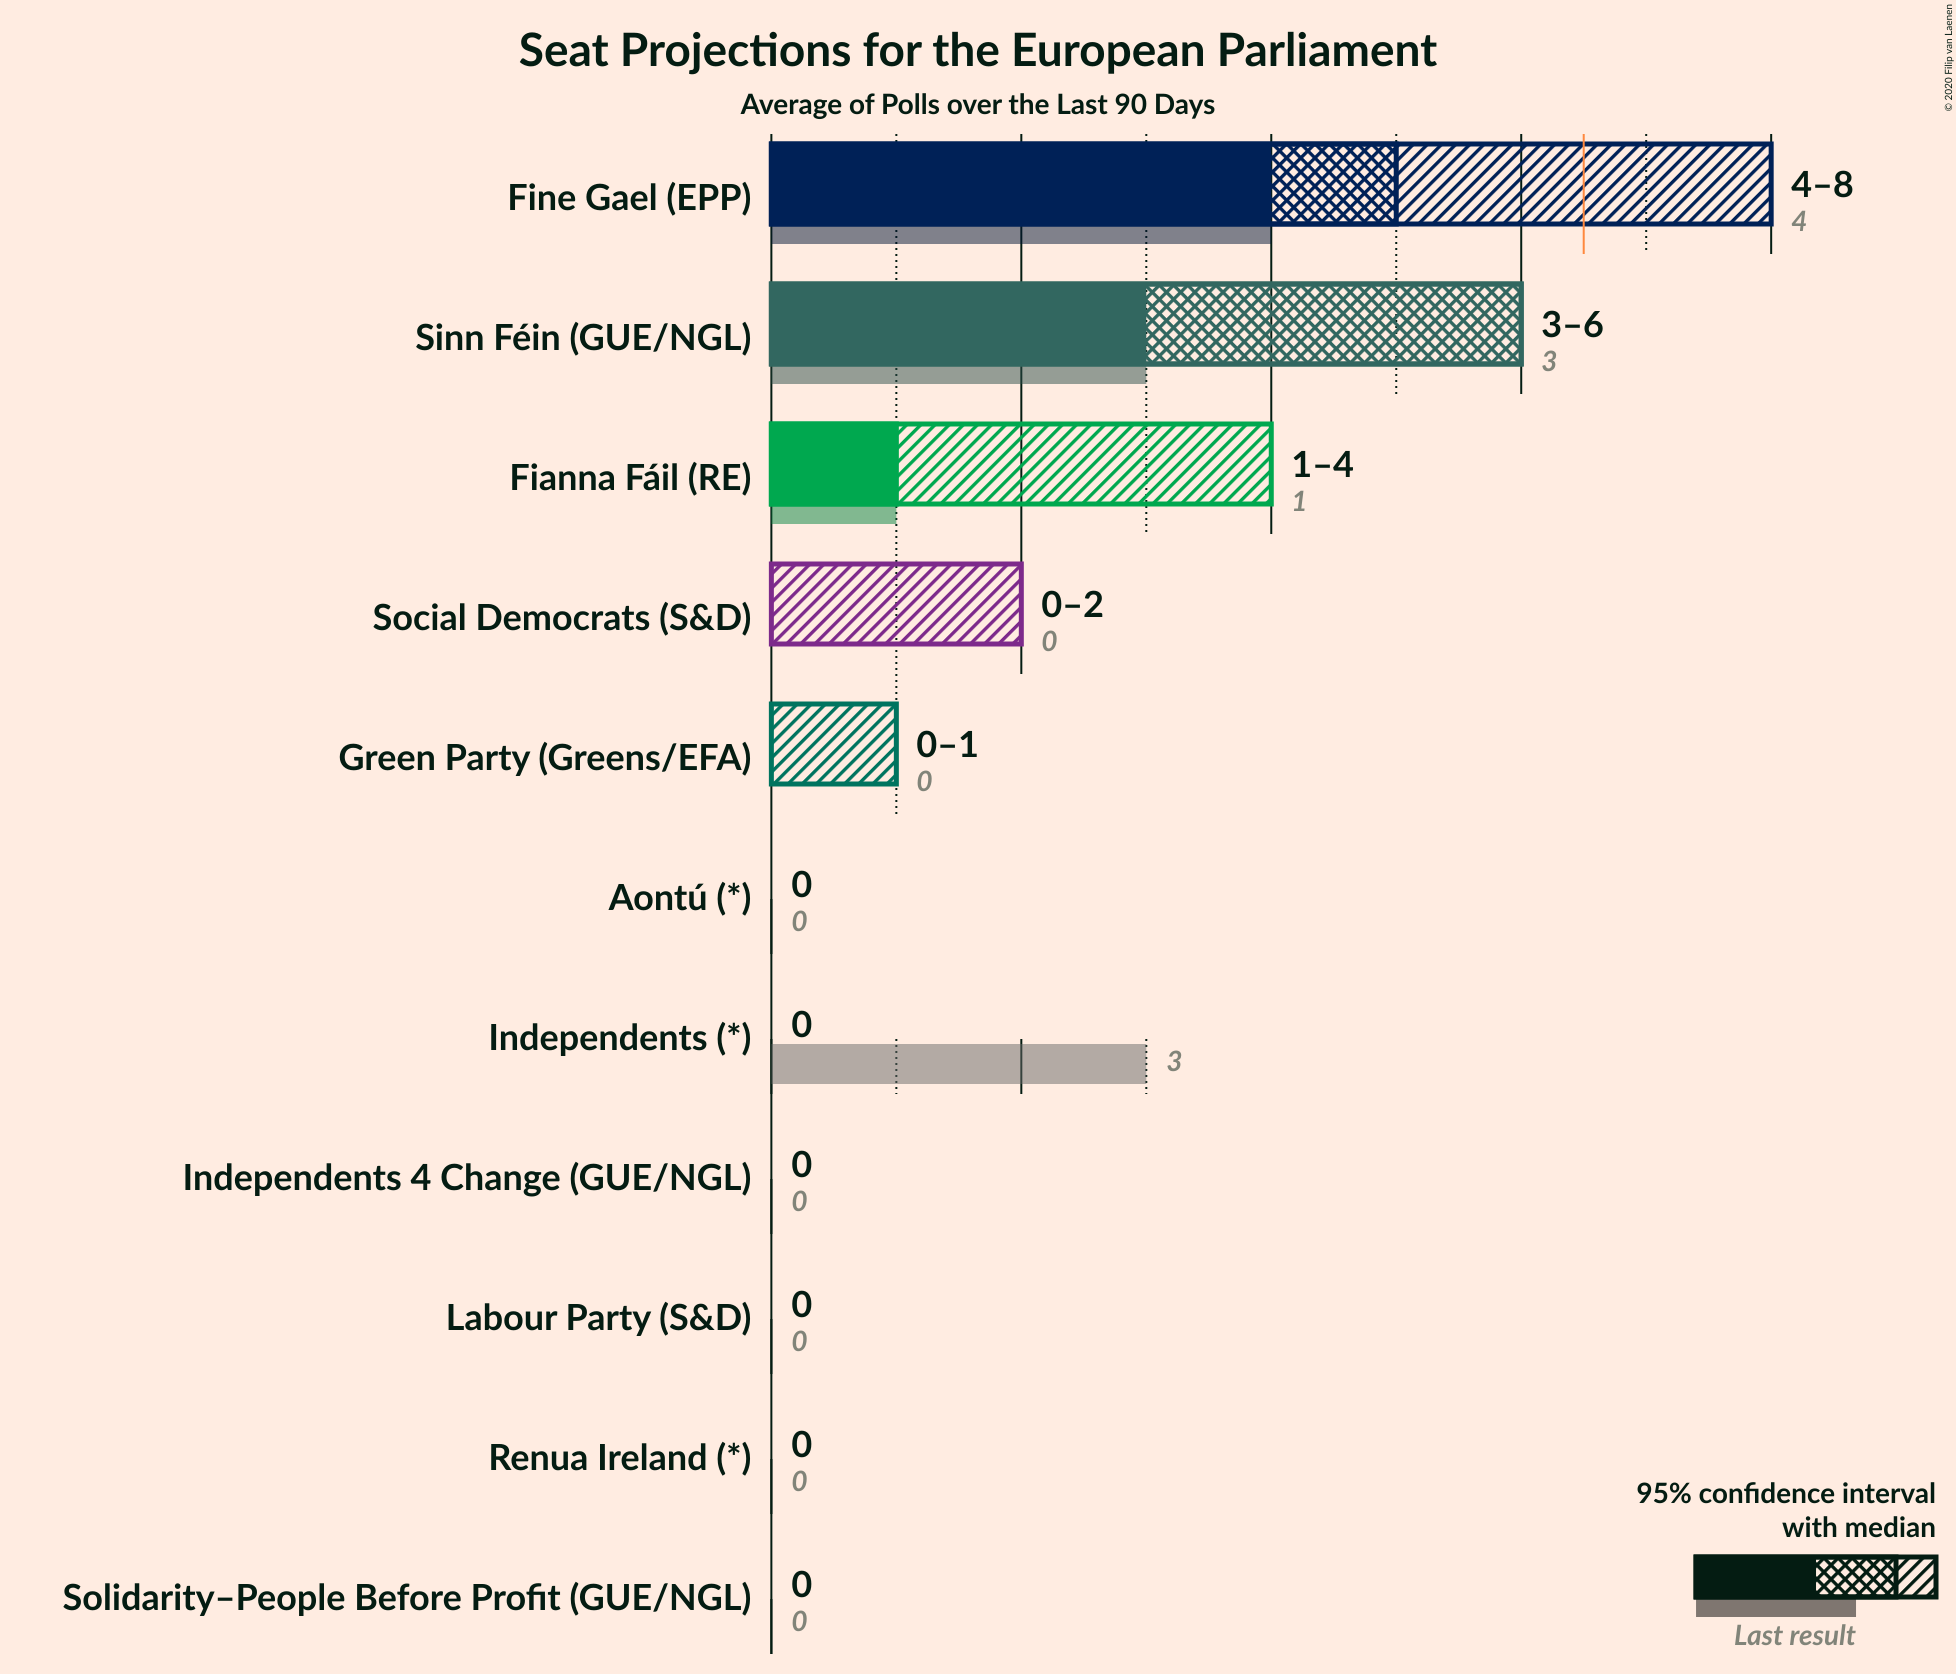 Seat Projections for the European Parliament
Average of Polls over the Last 90 Days
© 2020 Filip van Laenen
Fine Gael (EPP)
4–8
4
Sinn Féin (GUE/NGL)
3–6
3
Fianna Fáil (RE)
1–4
1
Social Democrats (S&D)
0–2
0
Green Party (Greens/EFA)
0–1
0
Aontú (*)
0
0
Independents (*)
0
3
Independents 4 Change (GUE/NGL)
0
0
Labour Party (S&D)
0
0
Renua Ireland (*)
0
0
Solidarity–People Before Profit (GUE/NGL)
0
0
95% confidence interval
with median
Last result